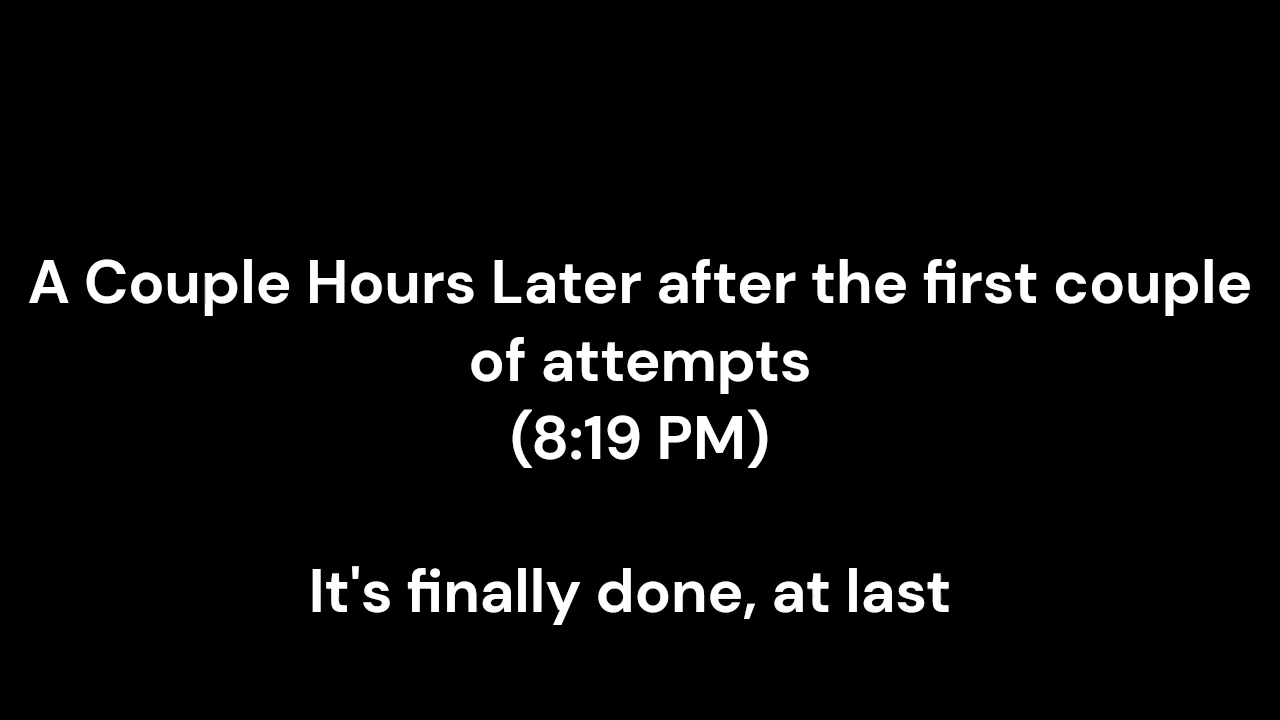 A Couple Hours Later after the first couple
of attempts
(8:19 PM)
It's finally done, at last